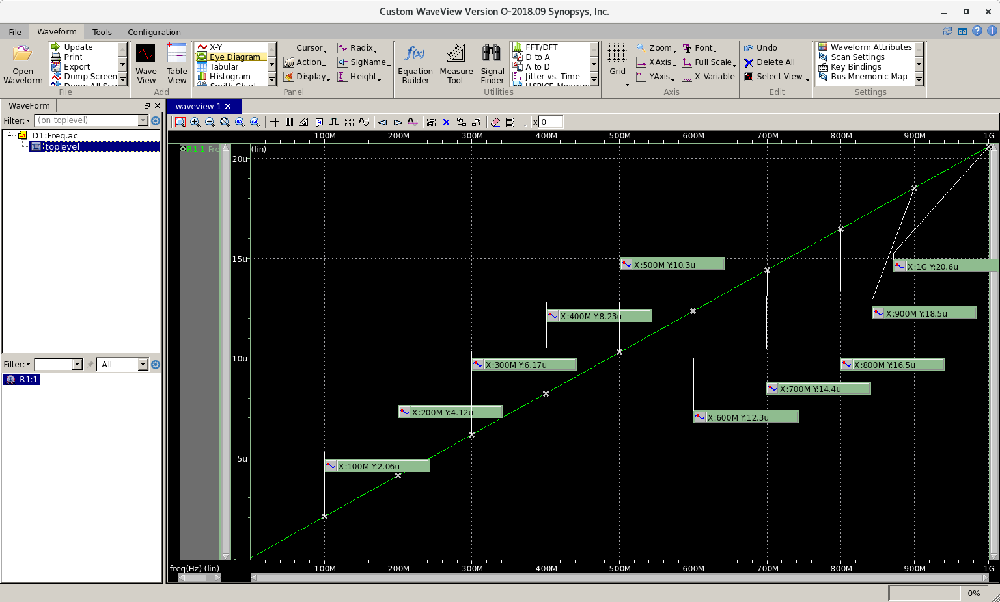 Custom WaveView Version O-2018.09 Synopsys, Inc.
File Waveform Tools Configuration
Open Waveform
Update
Print
Export
Dump Screen
Dump All Scr
File
Wave View
Table View
Add
X-Y
Eye Diagram
Tabular
Histogram
Smith Chart
Cursor
Action
Display
Radix
SigName
Height
Panel
Equation Builder
Measure Tool
Signal Finder
FFT/DFT
D to A
A to D
Jitter vs. Time
HSPICE Measure
Utilities
Grid
Zoom
XAxis
YAxis
Font
Full Scale
X Variable
Axis
Undo
Delete All
Select View
Edit
Waveform Attributes
Scan Settings
Key Bindings
Bus Mnemonic Map
Settings
WaveForm
Filter: (on toplevel)
D1:Freq.ac
toplevel
Filter: All
R1:1
waveview 1
x 0
100M 200M 300M 400M 500M 600M 700M 800M 900M 1G
R1:1 Fre
(lin)
20u
15u
X:500M Y:10.3u
X:1G Y:20.6u
X:900M Y:18.5u
X:400M Y:8.23u
10u
X:300M Y:6.17u
X:800M Y:16.5u
X:700M Y:14.4u
X:200M Y:4.12u
X:600M Y:12.3u
5u
X:100M Y:2.06u
freq(Hz) (lin) 100M 200M 300M 400M 500M 600M 700M 800M 900M 1G
0%